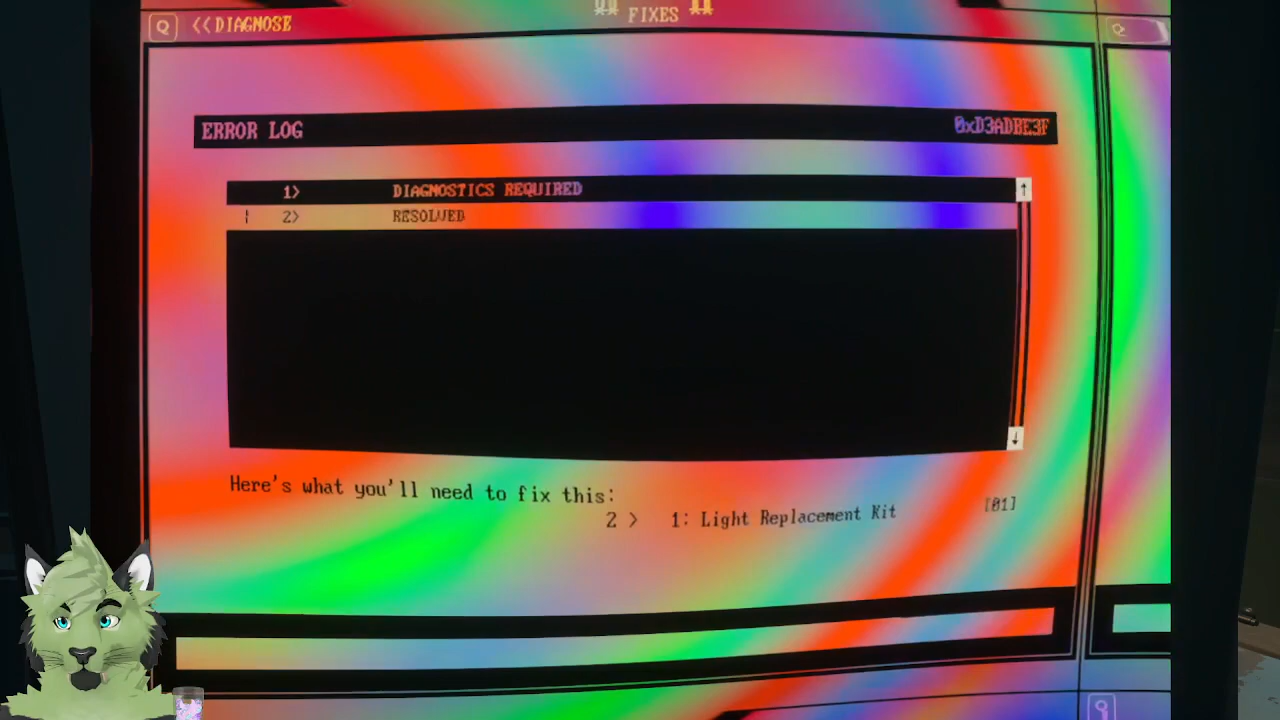 Q <<DIAGNOSE
FIXES
ERROR LOG 0xD3ADBE3F
1> DIAGNOSTICS REQUIRED
¦ 2> RESOLVED
Here's what you'll need to fix this:
2 > 1: Light Replacement Kit [01]